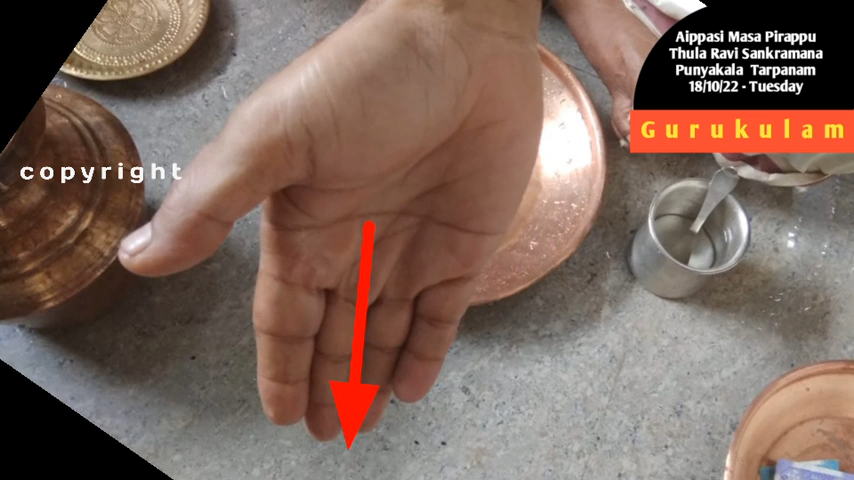 Aippasi Masa Pirappu
Thula Ravi Sankramana
Punyakala Tarpanam
18/10/22 - Tuesday
Gurukulam
copyright